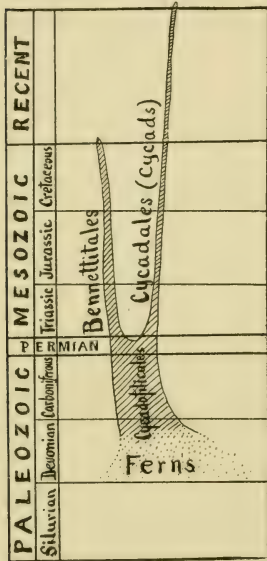 RECENT
MESOZOIC
Cretaceous
Jurassic
Triassic
PERMIAN
PALEOZOIC
Carboniferous
Devonian
Silurian
Bennettitales
Cycadales (Cycads)
Cycadofilicales
Ferns